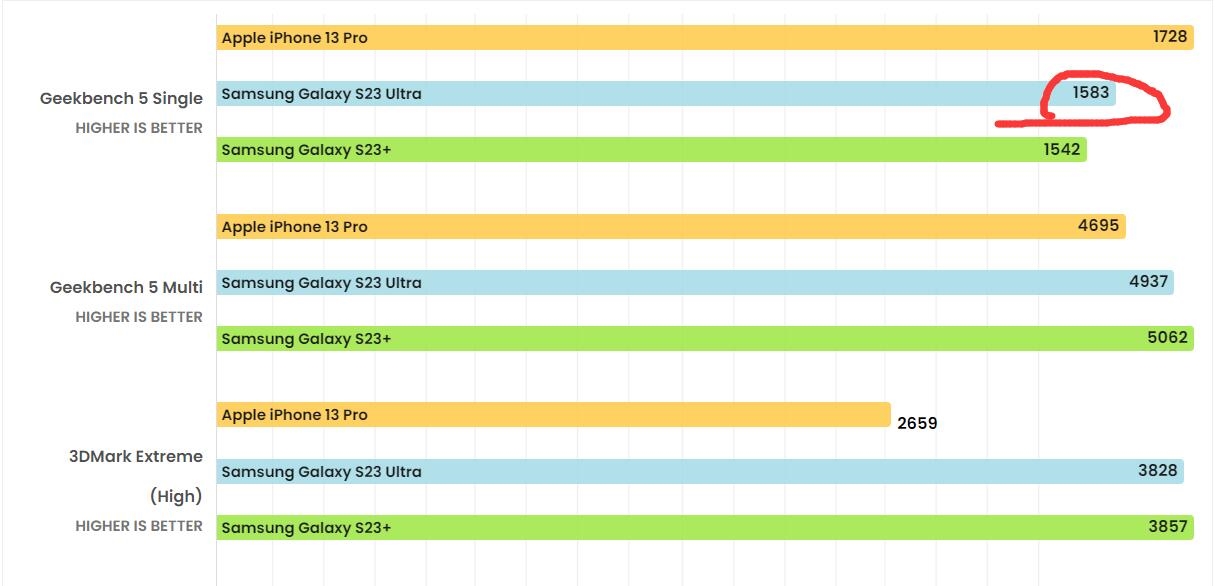 Apple iPhone 13 Pro 1728
Geekbench 5 Single
Samsung Galaxy S23 Ultra 1583
HIGHER IS BETTER
Samsung Galaxy S23+ 1542
Apple iPhone 13 Pro 4695
Geekbench 5 Multi
Samsung Galaxy S23 Ultra 4937
HIGHER IS BETTER
Samsung Galaxy S23+ 5062
Apple iPhone 13 Pro 2659
3DMark Extreme
(High)
Samsung Galaxy S23 Ultra 3828
HIGHER IS BETTER
Samsung Galaxy S23+ 3857